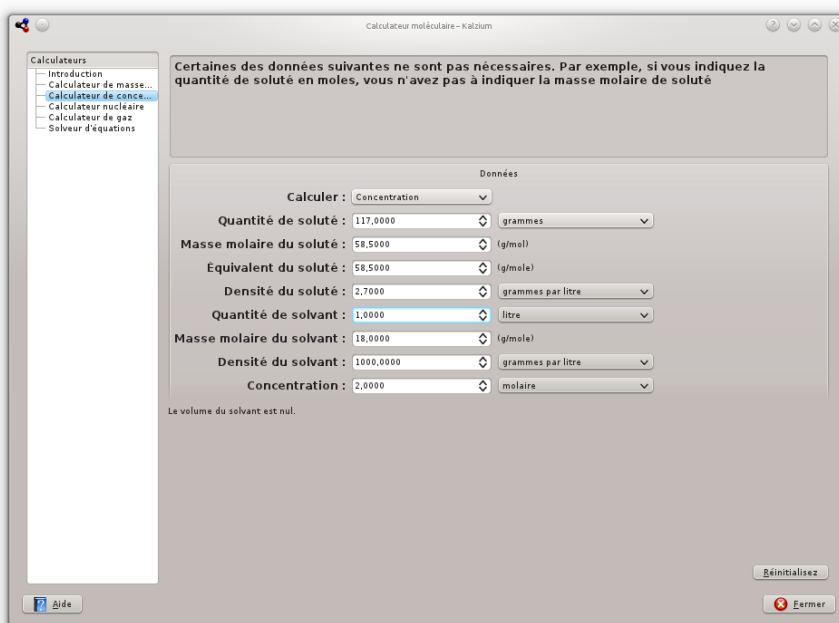 Calculateur moléculaire – Kalzium
Calculateurs
Introduction
Calculateur de masse...
Calculateur de conce...
Calculateur nucléaire
Calculateur de gaz
Solveur d'équations
Certaines des données suivantes ne sont pas nécessaires. Par exemple, si vous indiquez la
quantité de soluté en moles, vous n'avez pas à indiquer la masse molaire de soluté
Données
Calculer : Concentration
Quantité de soluté : 117,0000 grammes
Masse molaire du soluté : 58,5000 (g/mol)
Équivalent du soluté : 58,5000 (g/mole)
Densité du soluté : 2,7000 grammes par litre
Quantité de solvant : 1,0000 litre
Masse molaire du solvant : 18,0000 (g/mole)
Densité du solvant : 1000,0000 grammes par litre
Concentration : 2,0000 molaire
Le volume du solvant est nul.
Réinitialisez
Aide
Fermer